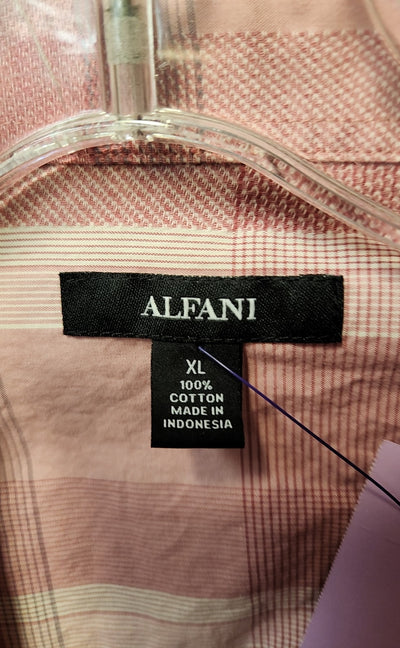 ALFANI
XL
100%
COTTON
MADE IN
INDONESIA